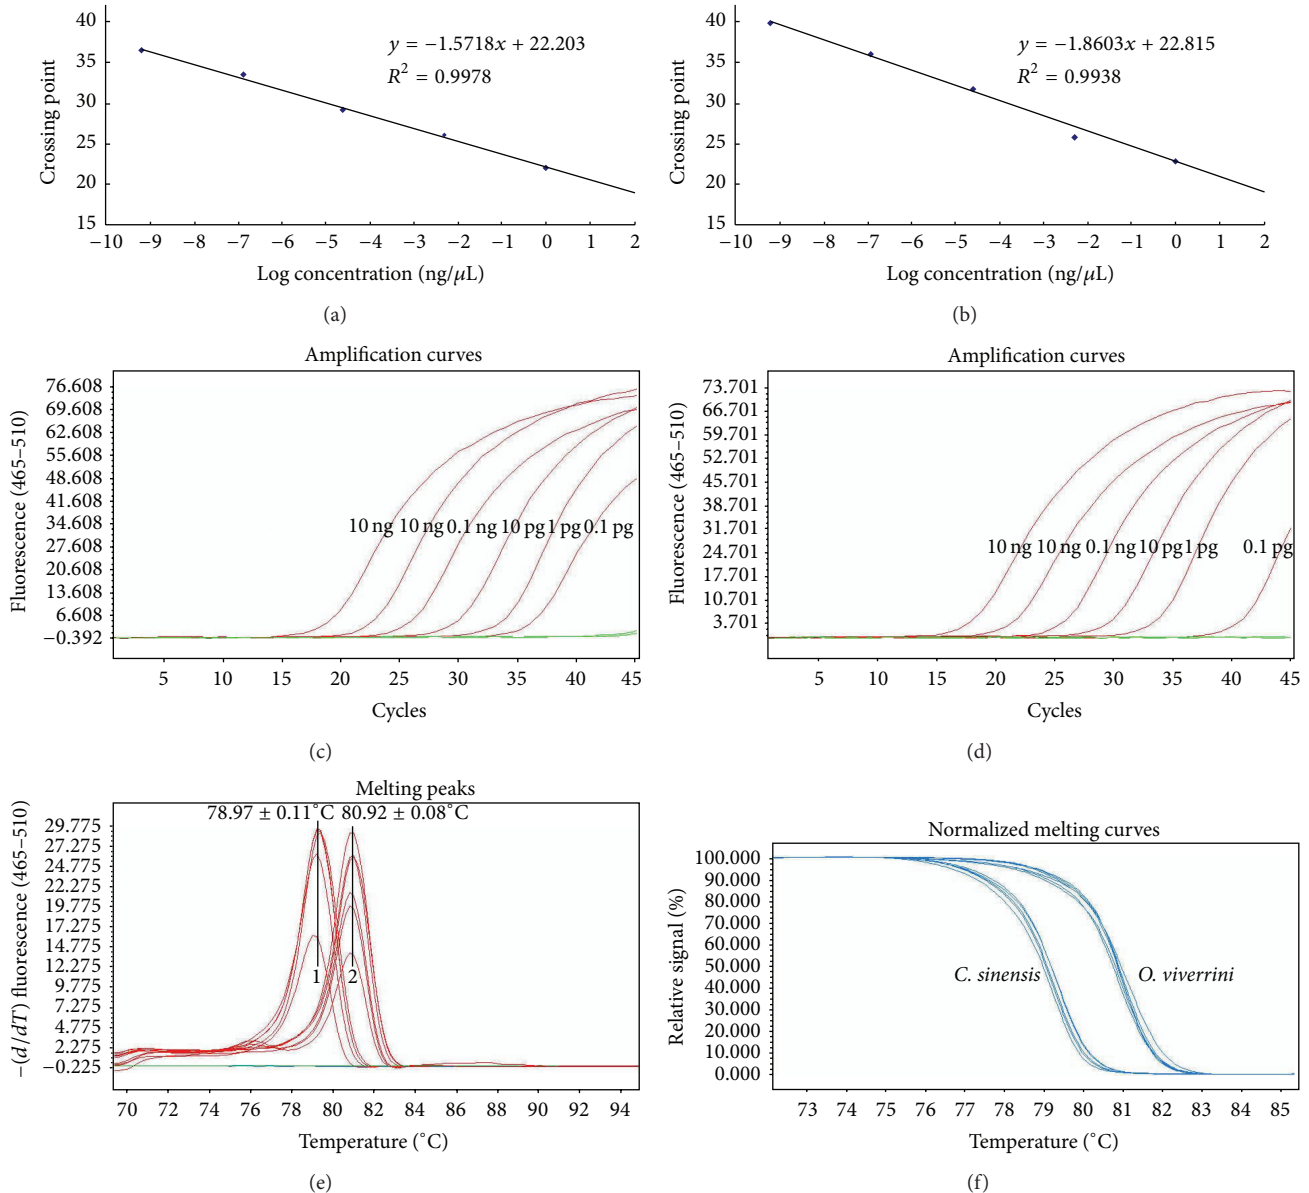 40
35
30
25
20
15
Crossing point
y = −1.5718x + 22.203
R² = 0.9978
−10 −9 −8 −7 −6 −5 −4 −3 −2 −1 0 1 2
Log concentration (ng/μL)
(a)
40
35
30
25
20
15
Crossing point
y = −1.8603x + 22.815
R² = 0.9938
−10 −9 −8 −7 −6 −5 −4 −3 −2 −1 0 1 2
Log concentration (ng/μL)
(b)
Amplification curves
76.608
69.608
62.608
55.608
48.608
41.608
34.608
27.608
20.608
13.608
6.608
−0.392
Fluorescence (465–510)
10 ng 10 ng 0.1 ng 10 pg 1 pg 0.1 pg
5 10 15 20 25 30 35 40 45
Cycles
(c)
Amplification curves
73.701
66.701
59.701
52.701
45.701
38.701
31.701
24.701
17.701
10.701
3.701
Fluorescence (465–510)
10 ng 10 ng 0.1 ng 10 pg 1 pg 0.1 pg
5 10 15 20 25 30 35 40 45
Cycles
(d)
Melting peaks
78.97 ± 0.11°C 80.92 ± 0.08°C
29.775
27.275
24.775
22.275
19.775
17.275
14.775
12.275
9.775
7.275
4.775
2.275
−0.225
−(d/dT) fluorescence (465–510)
1 2
70 72 74 76 78 80 82 84 86 88 90 92 94
Temperature (°C)
(e)
Normalized melting curves
100.000
90.000
80.000
70.000
60.000
50.000
40.000
30.000
20.000
10.000
0.000
Relative signal (%)
C. sinensis O. viverrini
73 74 75 76 77 78 79 80 81 82 83 84 85
Temperature (°C)
(f)